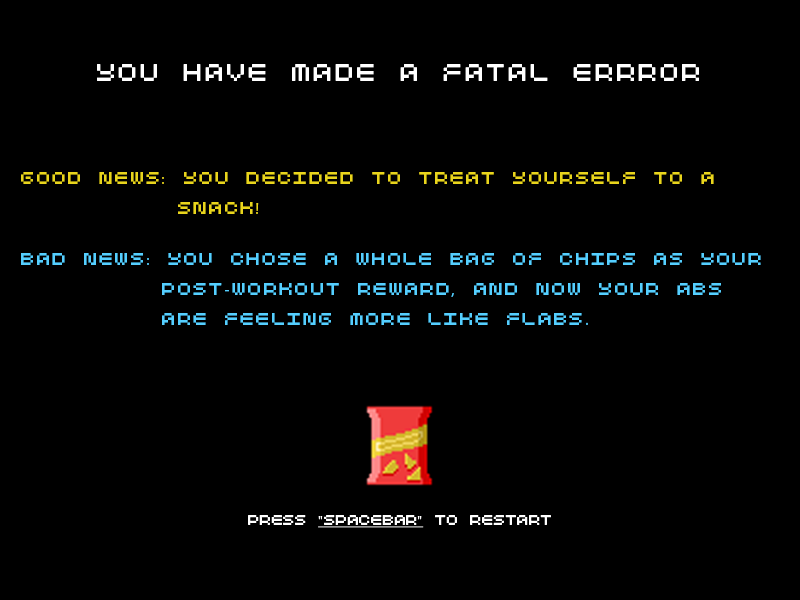 YOU HAVE MADE A FATAL ERRROR
GOOD NEWS: YOU DECIDED TO TREAT YOURSELF TO A
SNACK!
BAD NEWS: YOU CHOSE A WHOLE BAG OF CHIPS AS YOUR
POST-WORKOUT REWARD, AND NOW YOUR ABS
ARE FEELING MORE LIKE FLABS.
PRESS "SPACEBAR" TO RESTART